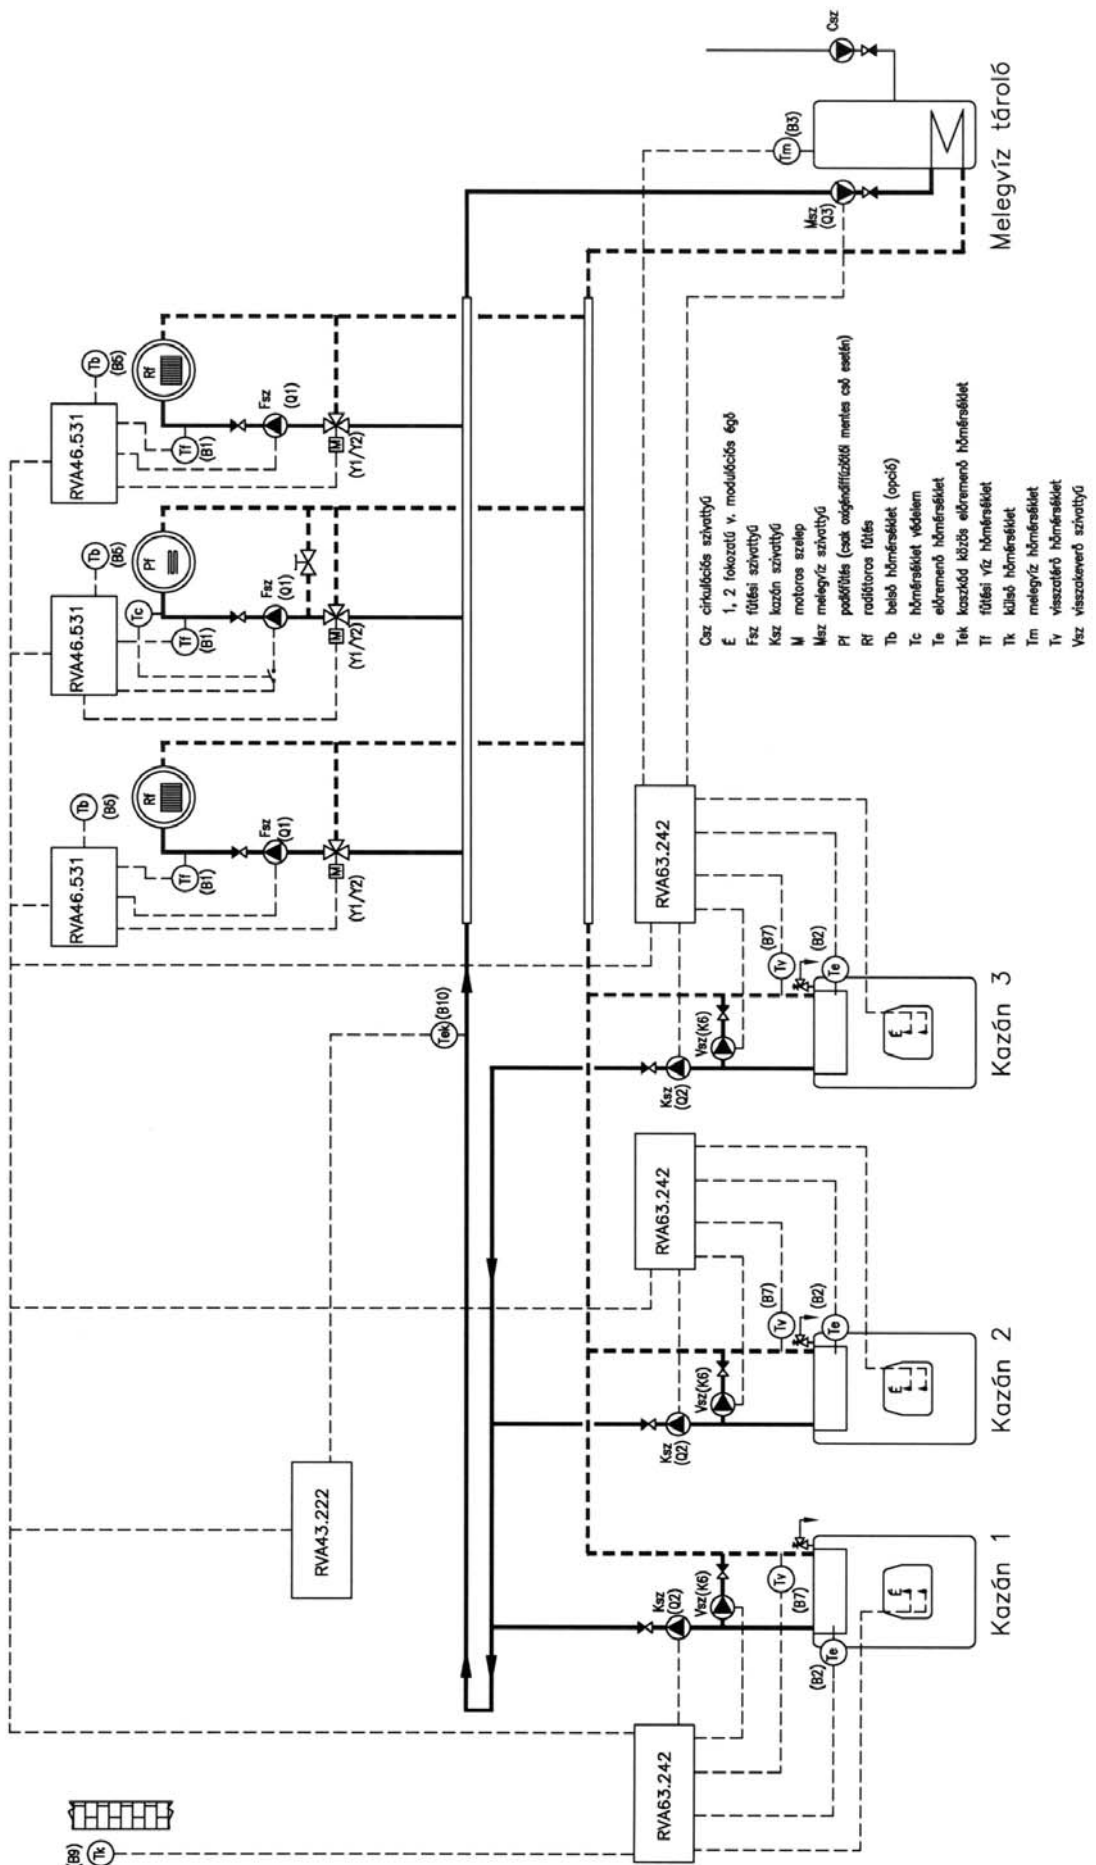 (B9)
Tk
RVA63.242
RVA43.222
Tek
(B10)
RVA46.531
Tb
(B6)
Tf
(B1)
Rf
Fsz
(Q1)
M
(Y1/Y2)
RVA46.531
Tb
(B6)
Tc
Tf
(B1)
Pf
Fsz
(Q1)
M
(Y1/Y2)
RVA46.531
Tb
(B6)
Tf
(B1)
Rf
Fsz
(Q1)
M
(Y1/Y2)
Ksz
(Q2)
Vsz(K6)
Tv
(B7)
Te
(B2)
É
Kazán 1
RVA63.242
Ksz
(Q2)
Vsz(K6)
Tv
(B7)
Te
(B2)
É
Kazán 2
RVA63.242
Ksz
(Q2)
Vsz(K6)
Tv
(B7)
Te
(B2)
É
Kazán 3
Msz
(Q3)
Tm
(B3)
Csz
Melegvíz tároló
Csz cirkulációs szivattyú
É 1, 2 fokozatú v. modulációs égő
Fsz fűtési szivattyú
Ksz kazán szivattyú
M motoros szelep
Msz melegvíz szivattyú
Pf padlófűtés (csak oxigéndiffúziótól mentes cső esetén)
Rf radiátoros fűtés
Tb belső hőmérséklet (opció)
Tc hőmérséklet védelem
Te előremenő hőmérséklet
Tek kaszkád közös előremenő hőmérséklet
Tf fűtési víz hőmérséklet
Tk külső hőmérséklet
Tm melegvíz hőmérséklet
Tv visszatérő hőmérséklet
Vsz visszakeverő szivattyú